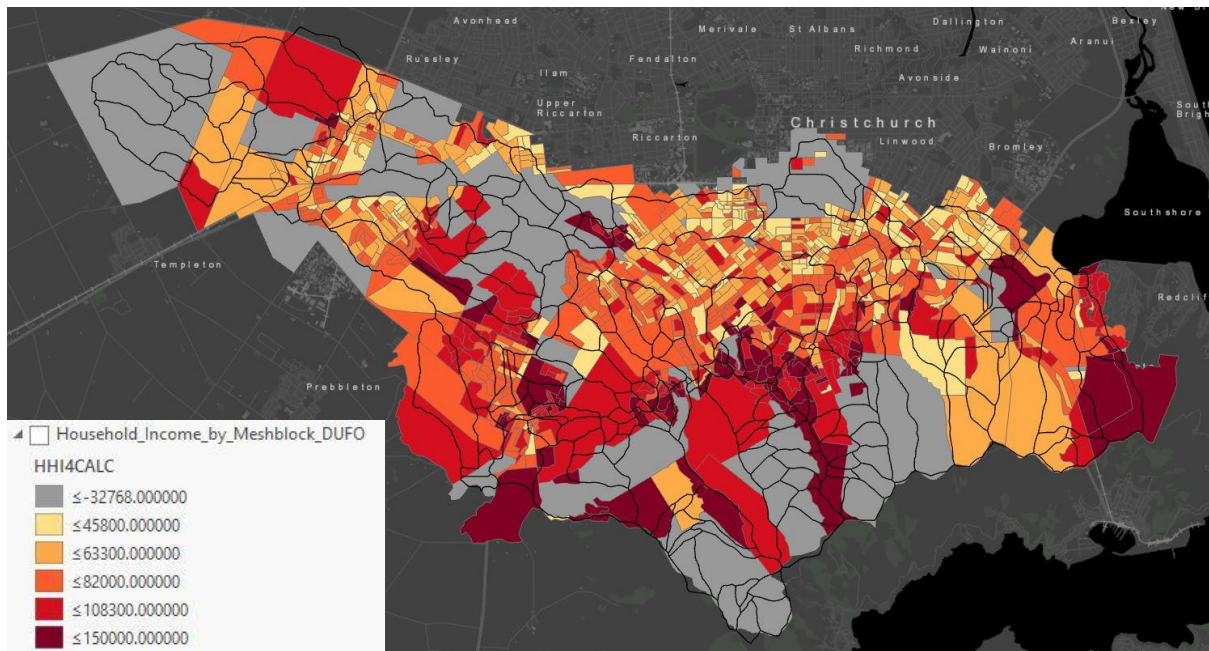 Avonhead
Merivale
St Albans
Dallington
Bexley
Aranui
Richmond
Wainoni
Russley
Fendalton
Ilam
Avonside
Upper
Riccarton
Riccarton
Christchurch
Linwood
Bromley
South
Southshore
Templeton
Prebbleton
Household_Income_by_Meshblock_DUFO
HHI4CALC
≤-32768.000000
≤45800.000000
≤63300.000000
≤82000.000000
≤108300.000000
≤150000.000000